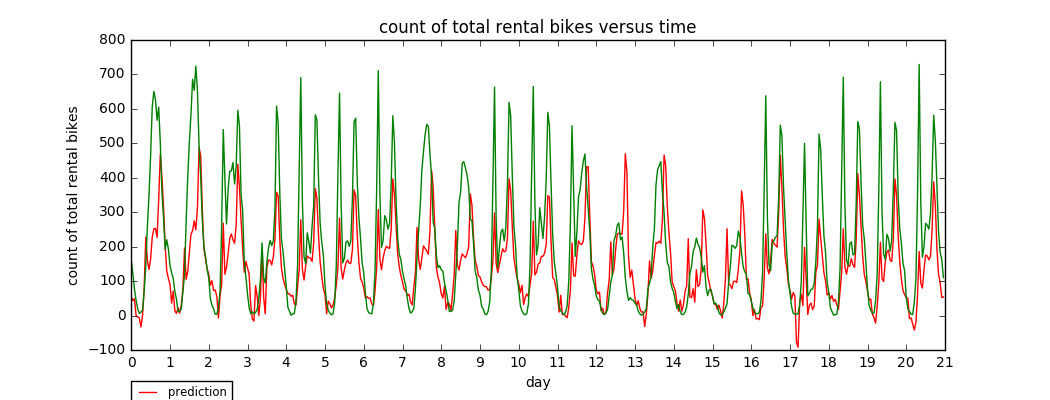 count of total rental bikes versus time
count of total rental bikes
800
700
600
500
400
300
200
100
0
−100
0 1 2 3 4 5 6 7 8 9 10 11 12 13 14 15 16 17 18 19 20 21
day
prediction